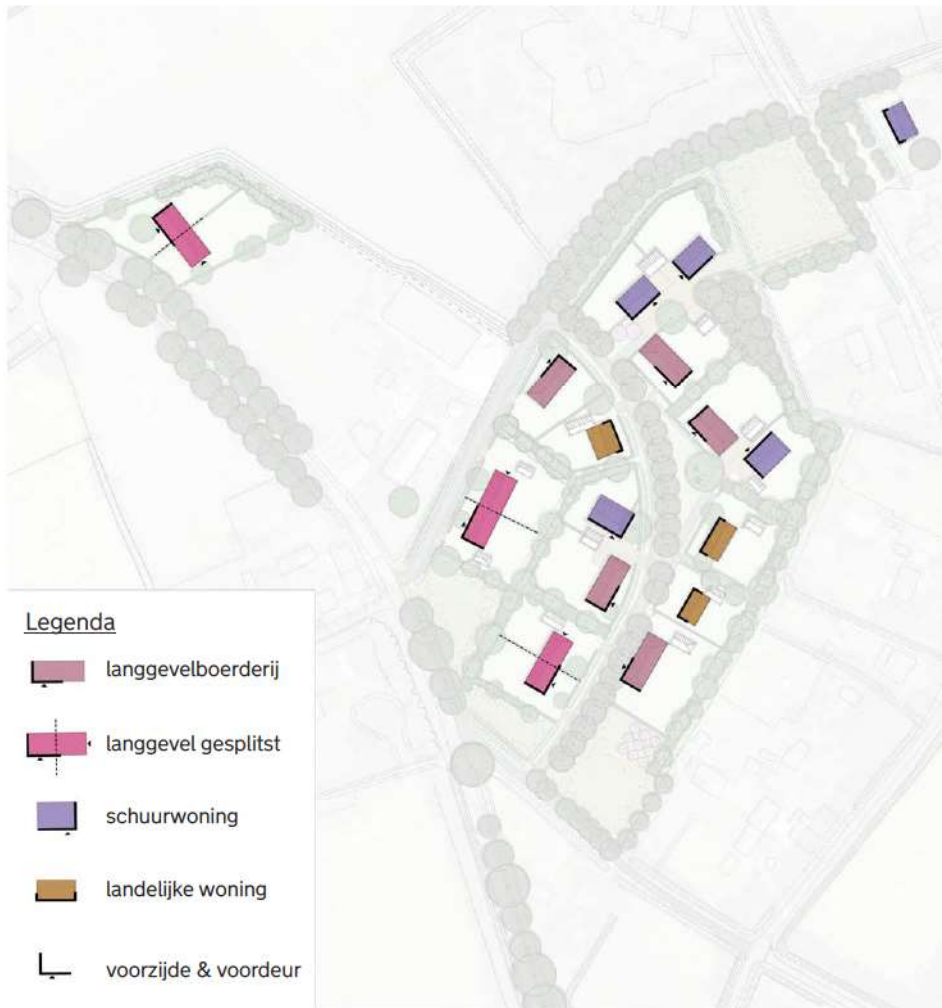 Legenda
langgevelboerderij
langgevel gesplitst
schuurwoning
landelijke woning
voorzijde & voordeur